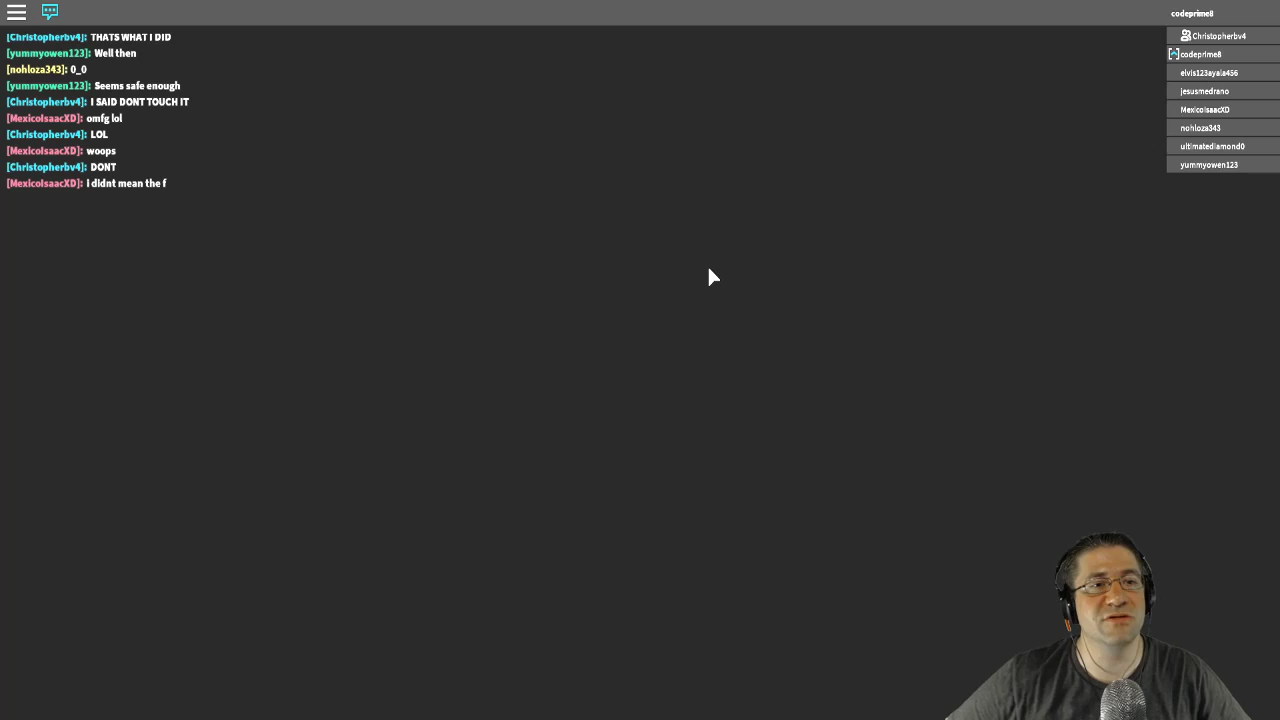 codeprime8
[Christopherbv4]: THATS WHAT I DID
[yummyowen123]: Well then
[nohloza343]: 0_0
[yummyowen123]: Seems safe enough
[Christopherbv4]: I SAID DONT TOUCH IT
[MexicoIsaacXD]: omfg lol
[Christopherbv4]: LOL
[MexicoIsaacXD]: woops
[Christopherbv4]: DONT
[MexicoIsaacXD]: I didnt mean the f
Christopherbv4
codeprime8
elvis123ayala456
jesusmedrano
MexicoIsaacXD
nohloza343
ultimatediamond0
yummyowen123